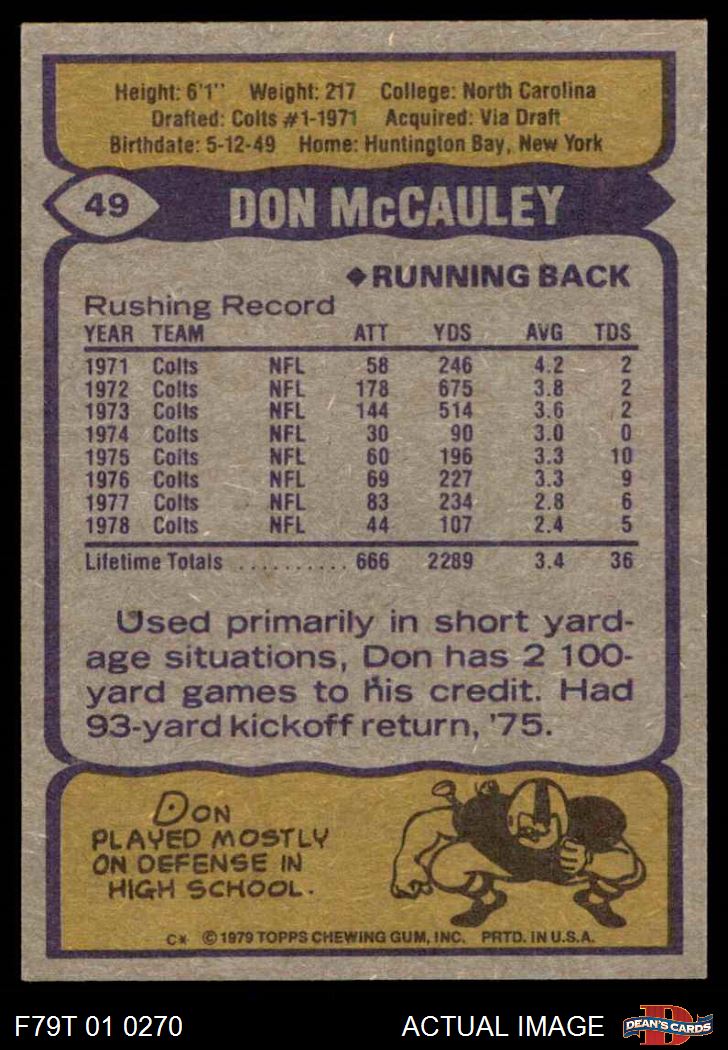 Height: 6'1" Weight: 217 College: North Carolina
Drafted: Colts #1-1971 Acquired: Via Draft
Birthdate: 5-12-49 Home: Huntington Bay, New York
49 DON McCAULEY
◆RUNNING BACK
Rushing Record
YEAR TEAM ATT YDS AVG TDS
1971 Colts NFL 58 246 4.2 2
1972 Colts NFL 178 675 3.8 2
1973 Colts NFL 144 514 3.6 2
1974 Colts NFL 30 90 3.0 0
1975 Colts NFL 60 196 3.3 10
1976 Colts NFL 69 227 3.3 9
1977 Colts NFL 83 234 2.8 6
1978 Colts NFL 44 107 2.4 5
Lifetime Totals .......... 666 2289 3.4 36
Used primarily in short yard-
age situations, Don has 2 100-
yard games to his credit. Had
93-yard kickoff return, '75.
DON
PLAYED MOSTLY
ON DEFENSE IN
HIGH SCHOOL.
C* © 1979 TOPPS CHEWING GUM, INC. PRTD. IN U.S.A.
F79T 01 0270 ACTUAL IMAGE D DEAN'S CARDS